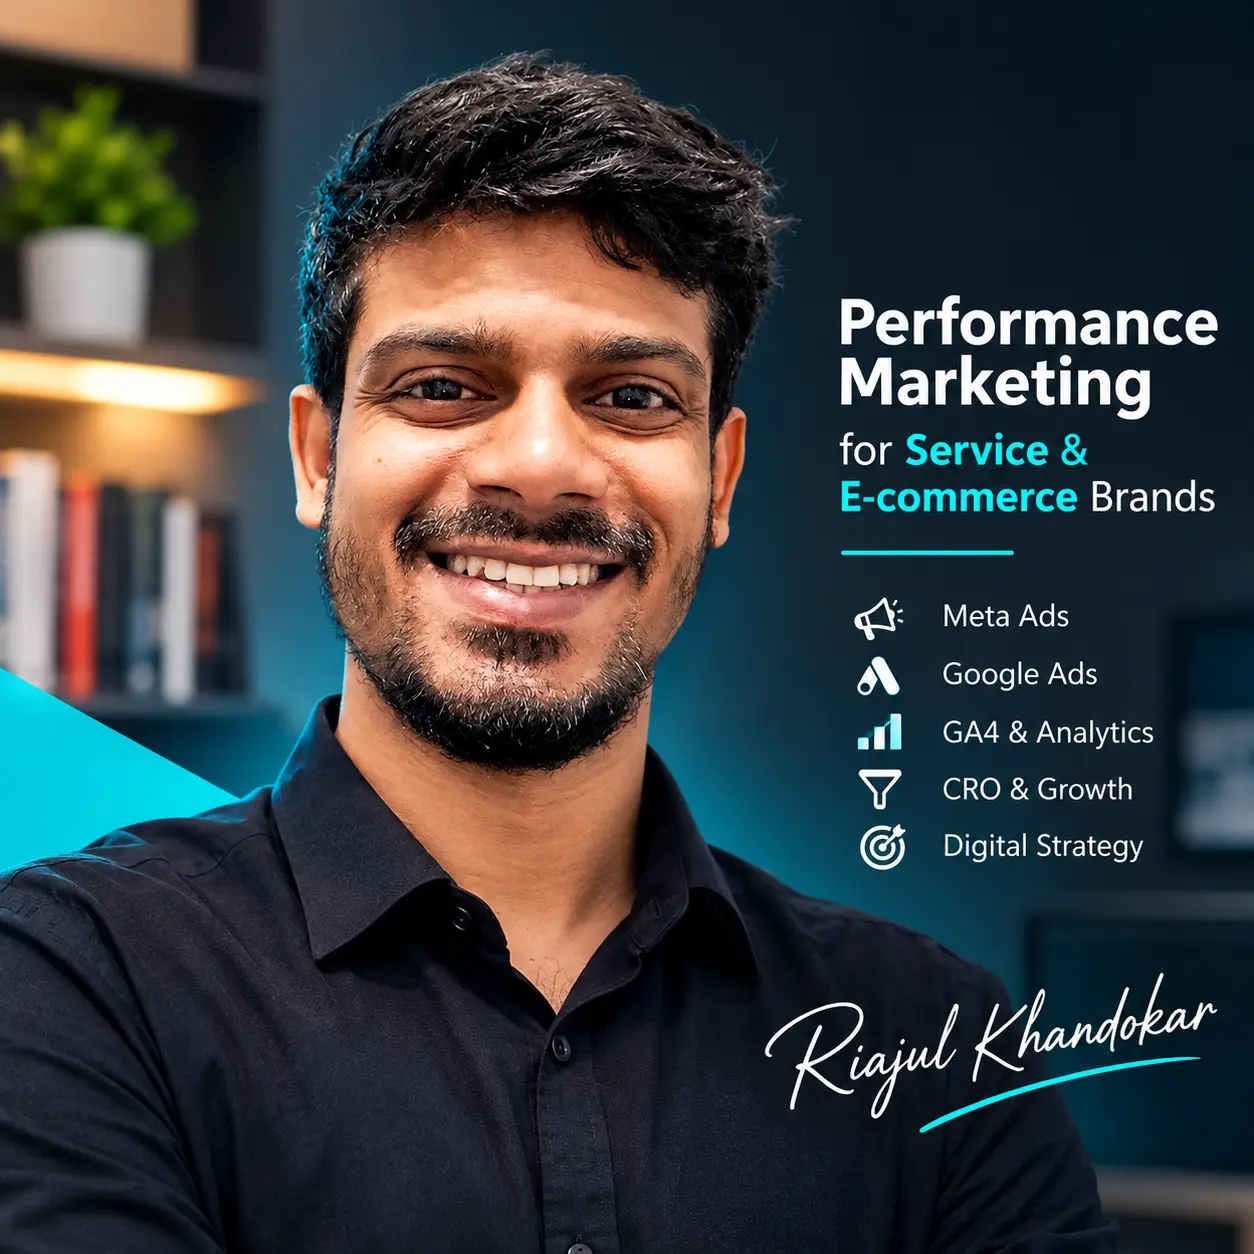 Performance
Marketing
for Service &
E-commerce Brands
Meta Ads
Google Ads
GA4 & Analytics
CRO & Growth
Digital Strategy
Riajul Khandokar